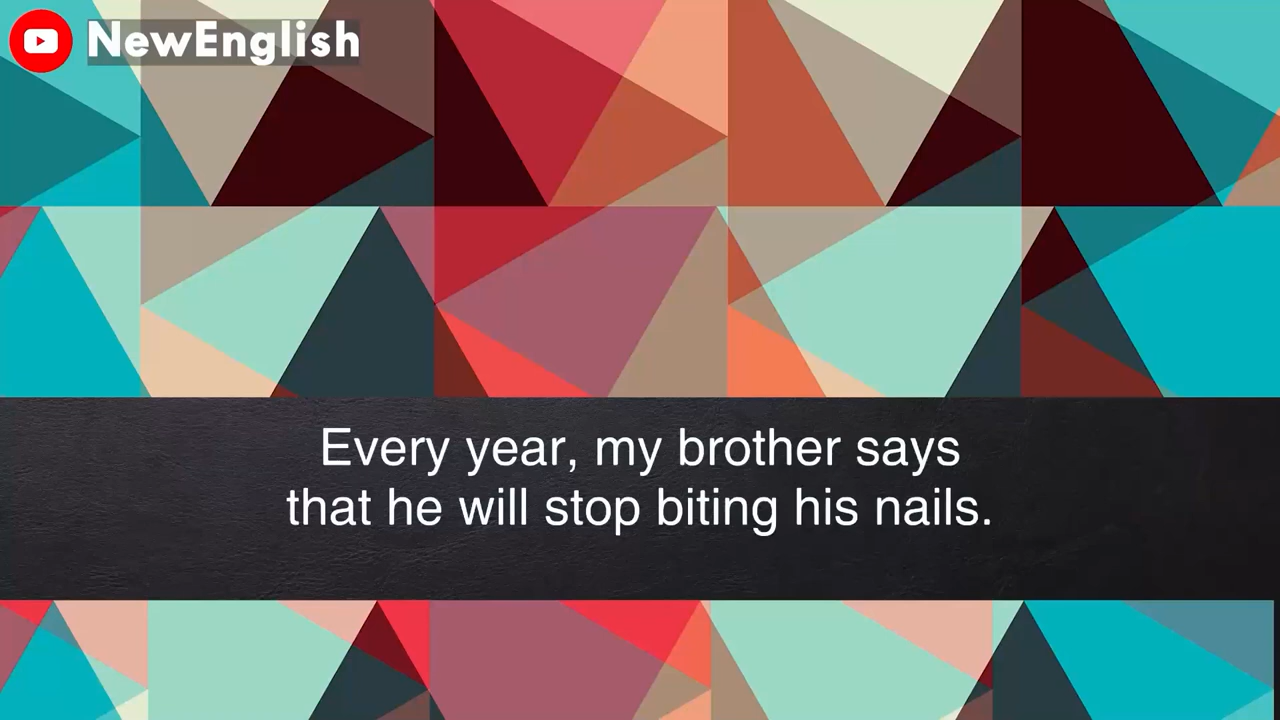 NewEnglish
Every year, my brother says
that he will stop biting his nails.